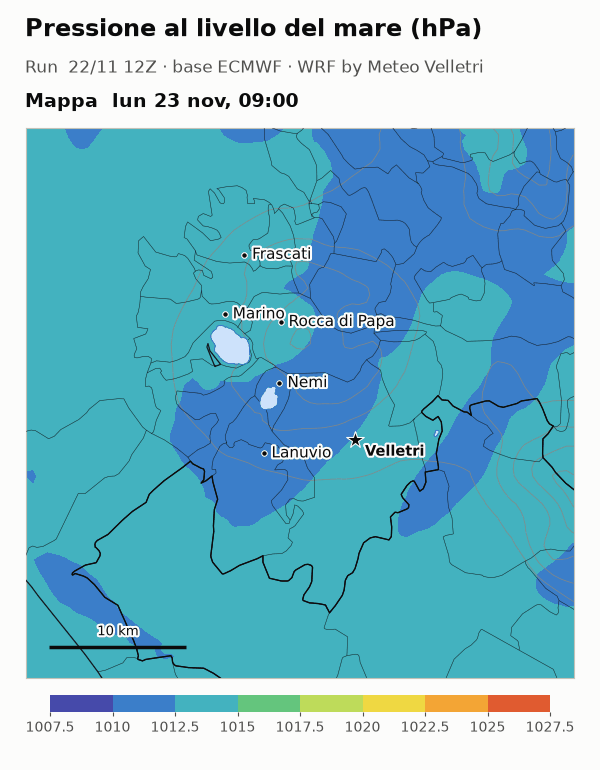 Pressione al livello del mare (hPa)
Run  22/11 12Z · base ECMWF · WRF by Meteo Velletri
Mappa  lun 23 nov, 09:00
Frascati
Marino
Rocca di Papa
Nemi
Velletri
Lanuvio
10 km
1007.5 1010 1012.5 1015 1017.5 1020 1022.5 1025 1027.5